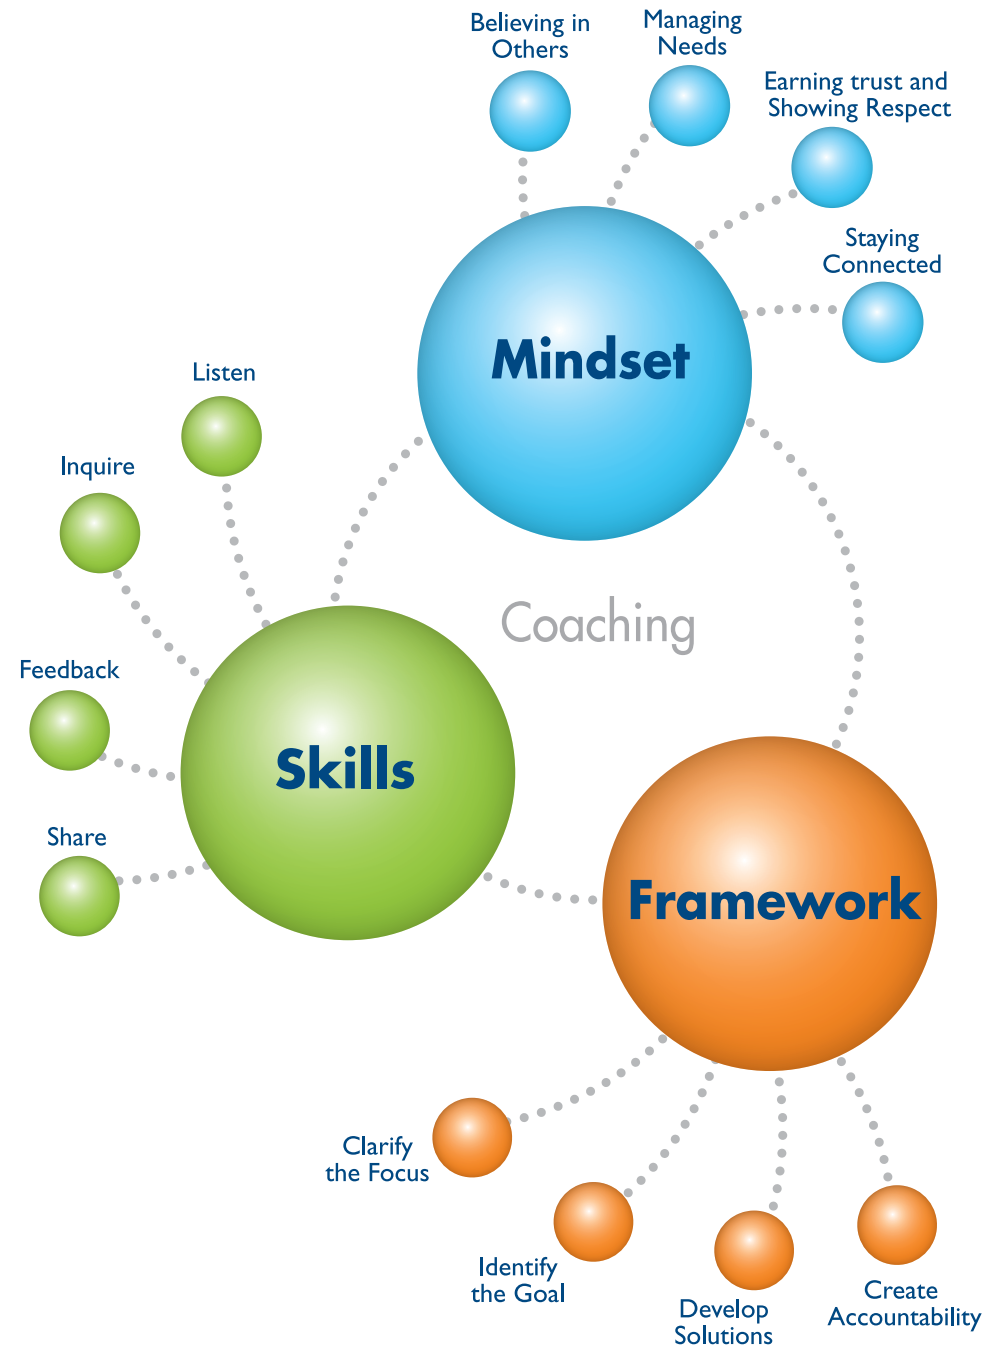 Believing in
Others
Managing
Needs
Earning trust and
Showing Respect
Staying
Connected
Mindset
Listen
Inquire
Feedback
Share
Skills
Coaching
Framework
Clarify
the Focus
Identify
the Goal
Develop
Solutions
Create
Accountability